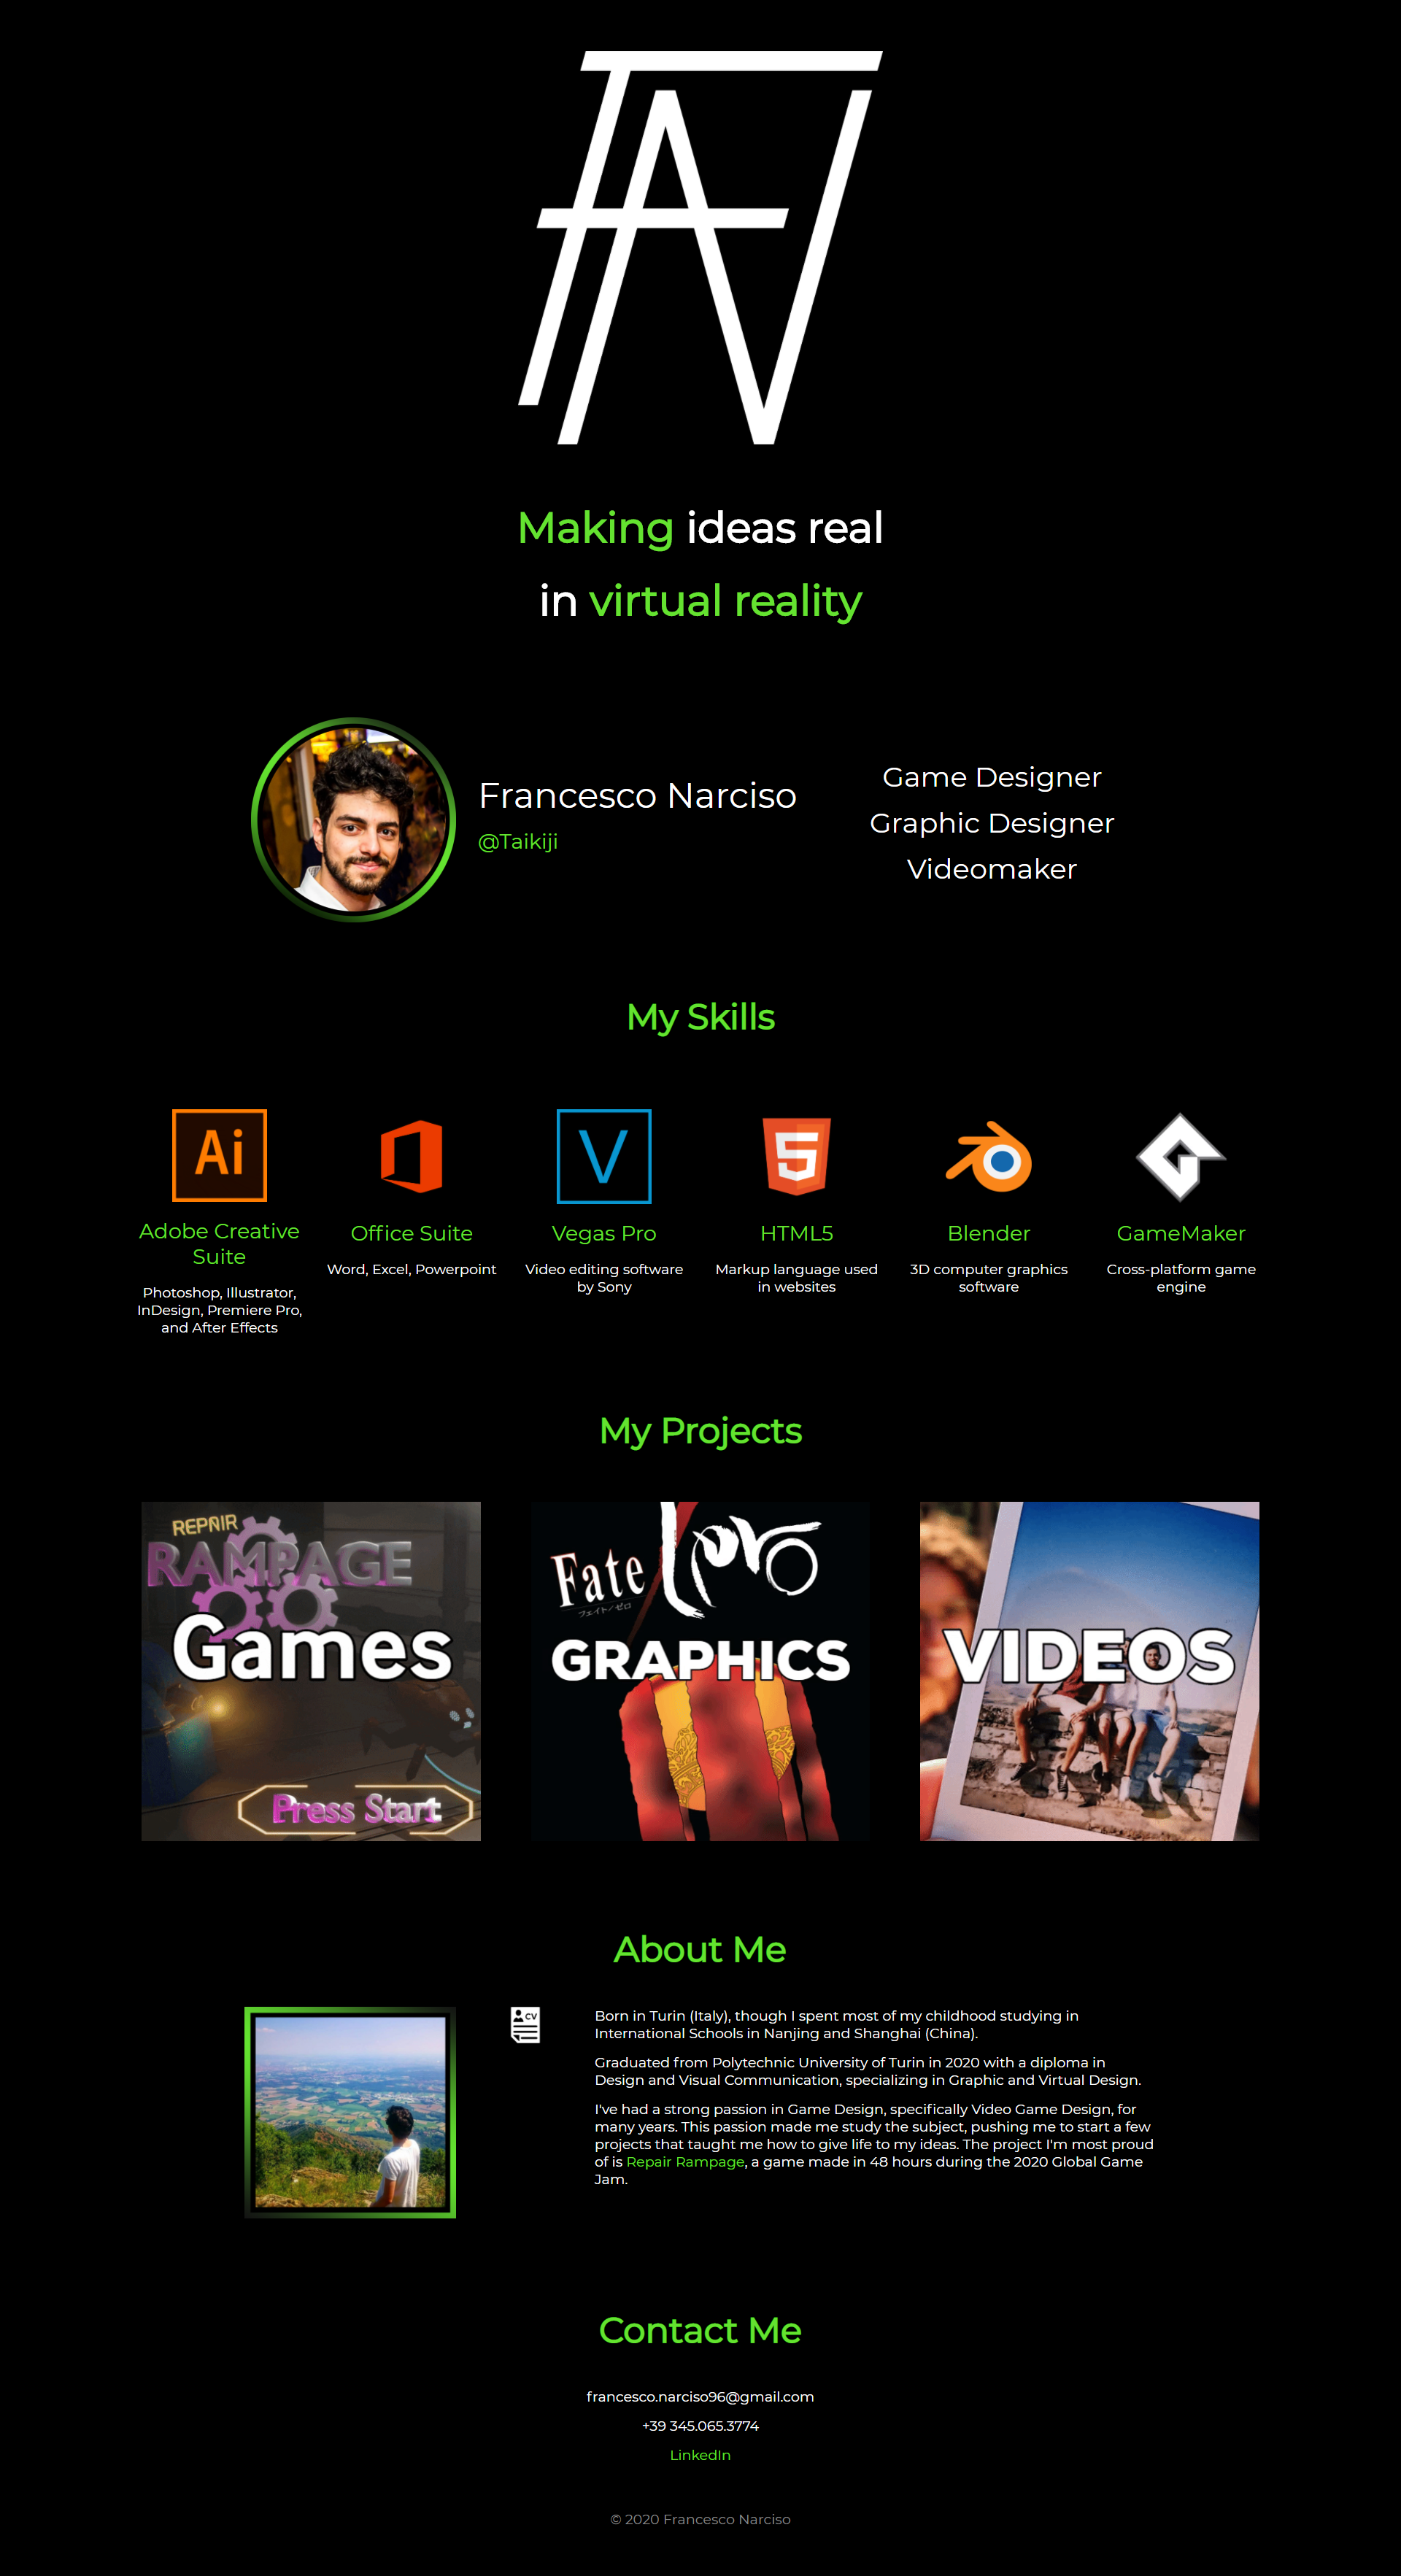 FAN
Making ideas real
in virtual reality
Francesco Narciso
@Taikiji
Game Designer
Graphic Designer
Videomaker
My Skills
Ai
V
5
Adobe Creative
Suite
Photoshop, Illustrator,
InDesign, Premiere Pro,
and After Effects
Office Suite
Word, Excel, Powerpoint
Vegas Pro
Video editing software
by Sony
HTML5
Markup language used
in websites
Blender
3D computer graphics
software
GameMaker
Cross-platform game
engine
My Projects
REPAIR
RAMPAGE
Games
Press Start
Fate
フェイト/ゼロ
GRAPHICS
VIDEOS
About Me
CV
Born in Turin (Italy), though I spent most of my childhood studying in
International Schools in Nanjing and Shanghai (China).
Graduated from Polytechnic University of Turin in 2020 with a diploma in
Design and Visual Communication, specializing in Graphic and Virtual Design.
I've had a strong passion in Game Design, specifically Video Game Design, for
many years. This passion made me study the subject, pushing me to start a few
projects that taught me how to give life to my ideas. The project I'm most proud
of is Repair Rampage, a game made in 48 hours during the 2020 Global Game
Jam.
Contact Me
francesco.narciso96@gmail.com
+39 345.065.3774
LinkedIn
© 2020 Francesco Narciso